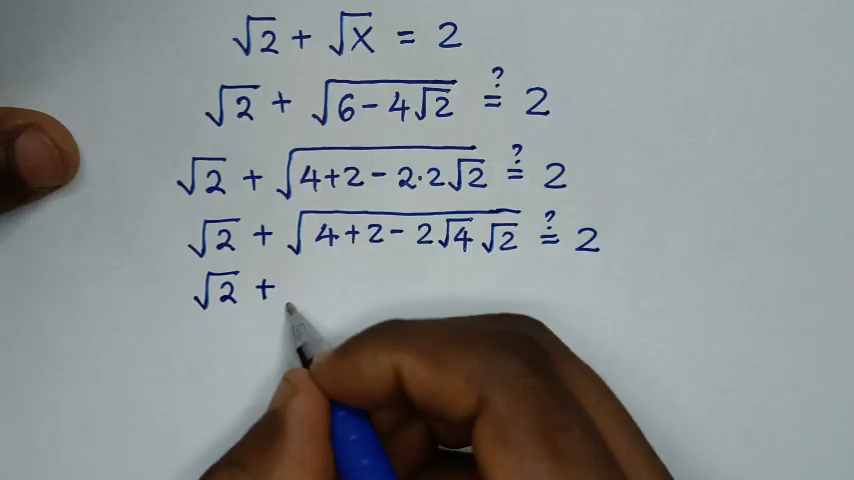 √2 + √x = 2
√2 + √(6 - 4√2) ≟ 2
√2 + √(4+2 - 2·2√2) ≟ 2
√2 + √(4+2 - 2√4 √2) ≟ 2
√2 +